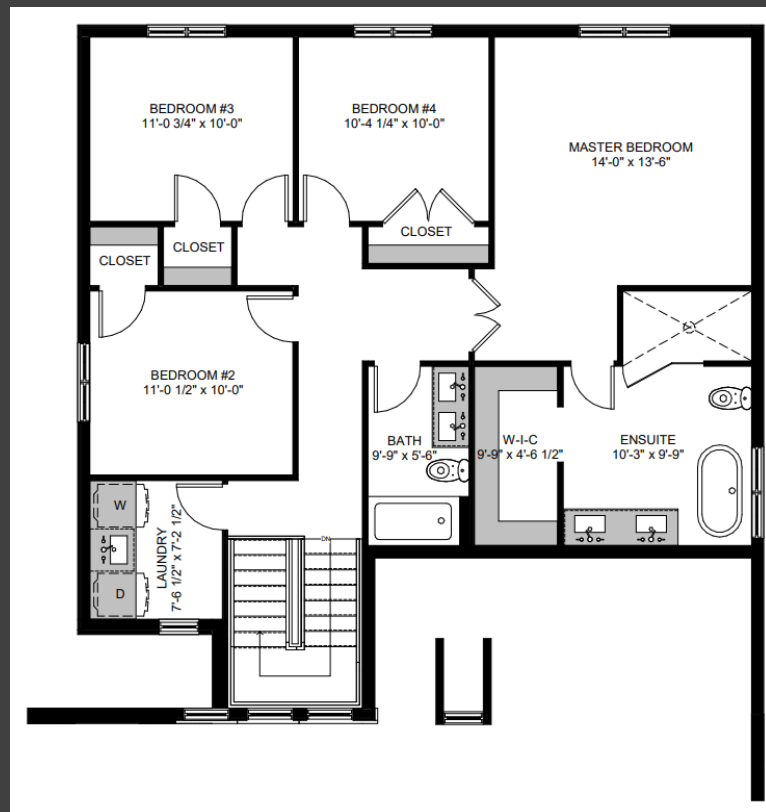 BEDROOM #3
11'-0 3/4" x 10'-0"
BEDROOM #4
10'-4 1/4" x 10'-0"
MASTER BEDROOM
14'-0" x 13'-6"
CLOSET
CLOSET
CLOSET
BEDROOM #2
11'-0 1/2" x 10'-0"
BATH
9'-9" x 5'-6"
W-I-C
9'-9" x 4'-6 1/2"
ENSUITE
10'-3" x 9'-9"
W
D
LAUNDRY
7'-6 1/2" x 7'-2 1/2"
DN